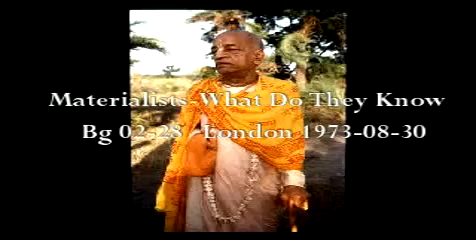 Materialists-What Do They Know
Bg 02-28 -London 1973-08-30